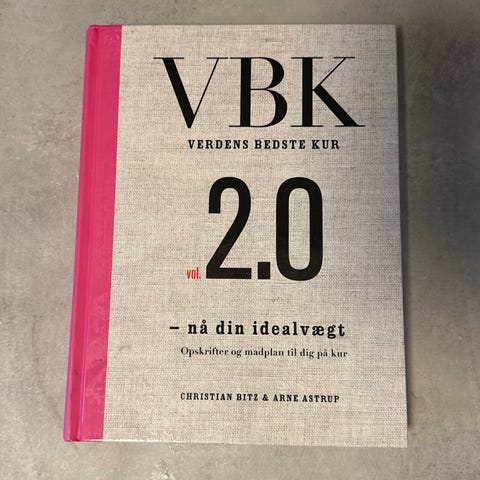 VBK
VERDENS BEDSTE KUR
vol. 2.0
– nå din idealvægt
Opskrifter og madplan til dig på kur
CHRISTIAN BITZ & ARNE ASTRUP